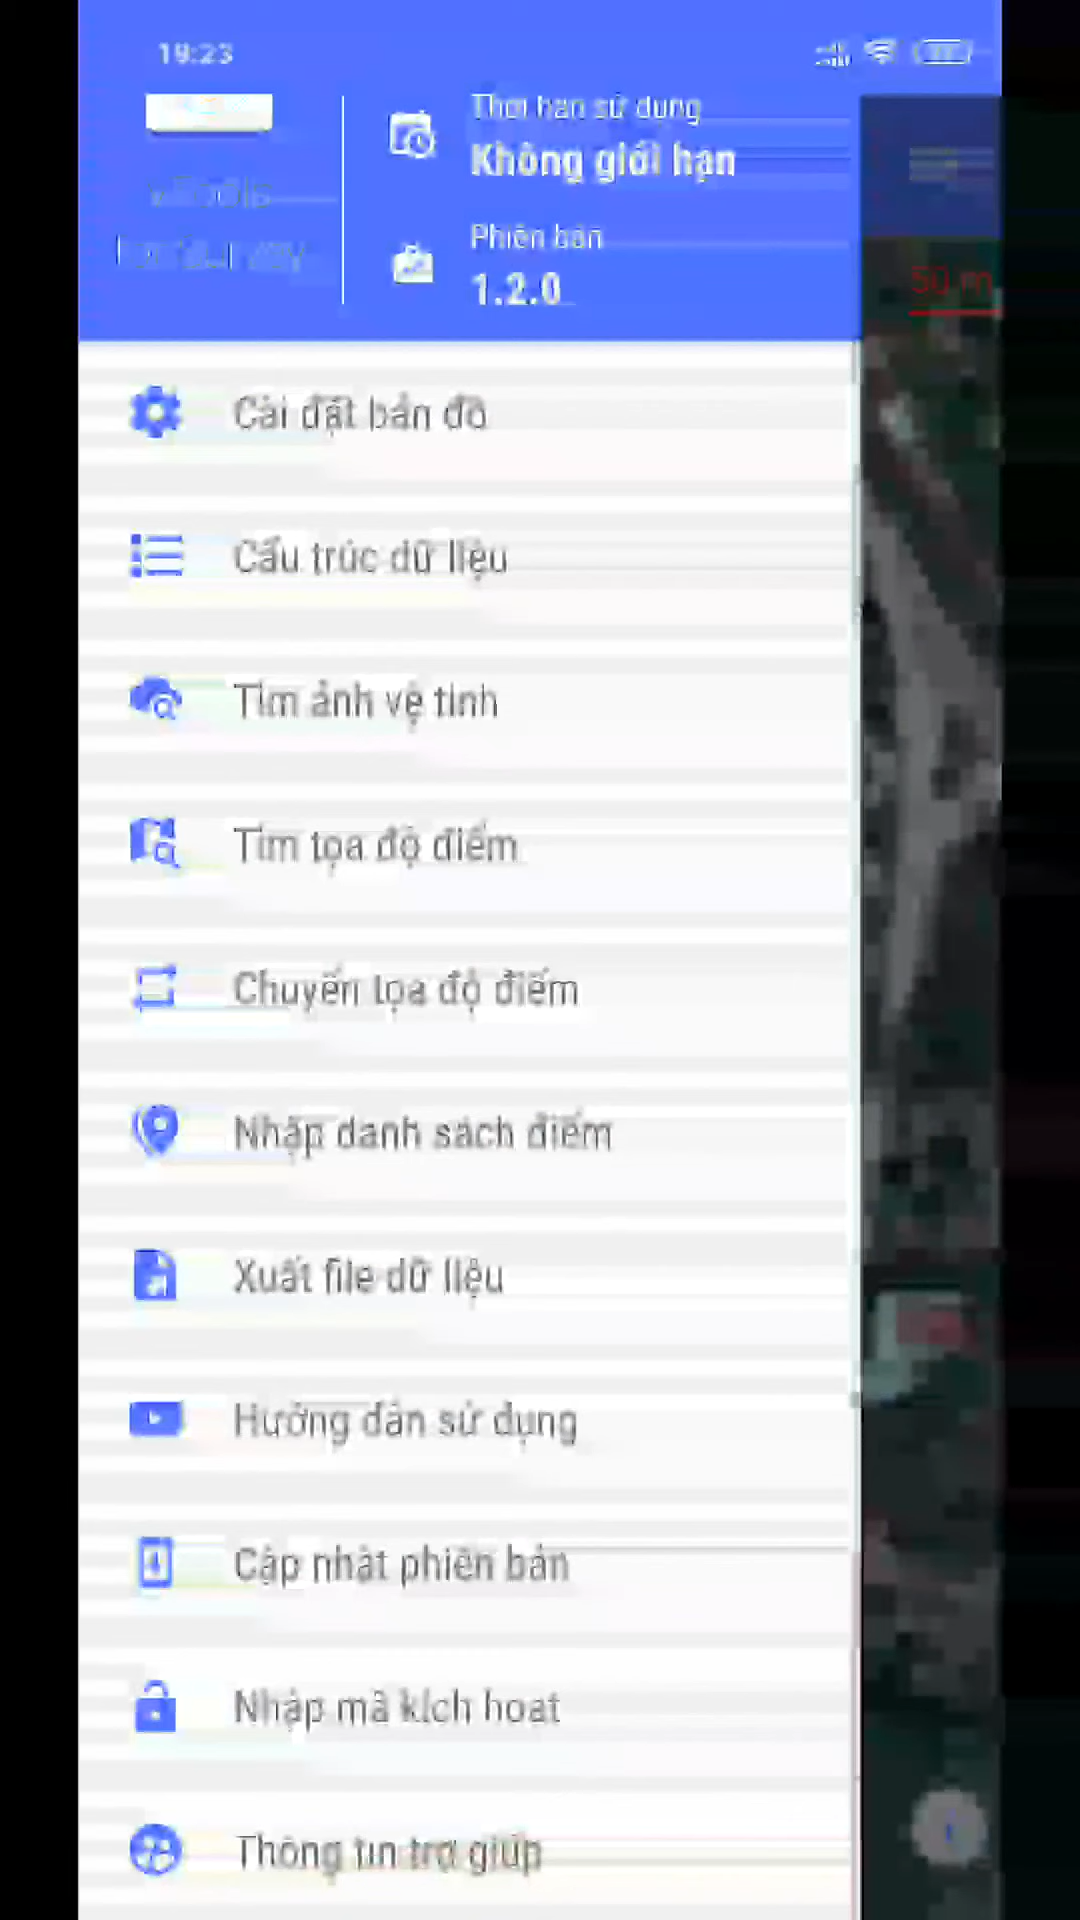 19:23
Thời hạn sử dụng
Không giới hạn
Phiên bản
1.2.0
50 m
Cài đặt bản đồ
Cấu trúc dữ liệu
Tìm ảnh vệ tinh
Tìm tọa độ điểm
Chuyển tọa độ điểm
Nhập danh sách điểm
Xuất file dữ liệu
Hướng dẫn sử dụng
Cập nhật phiên bản
Nhập mã kích hoạt
Thông tin trợ giúp